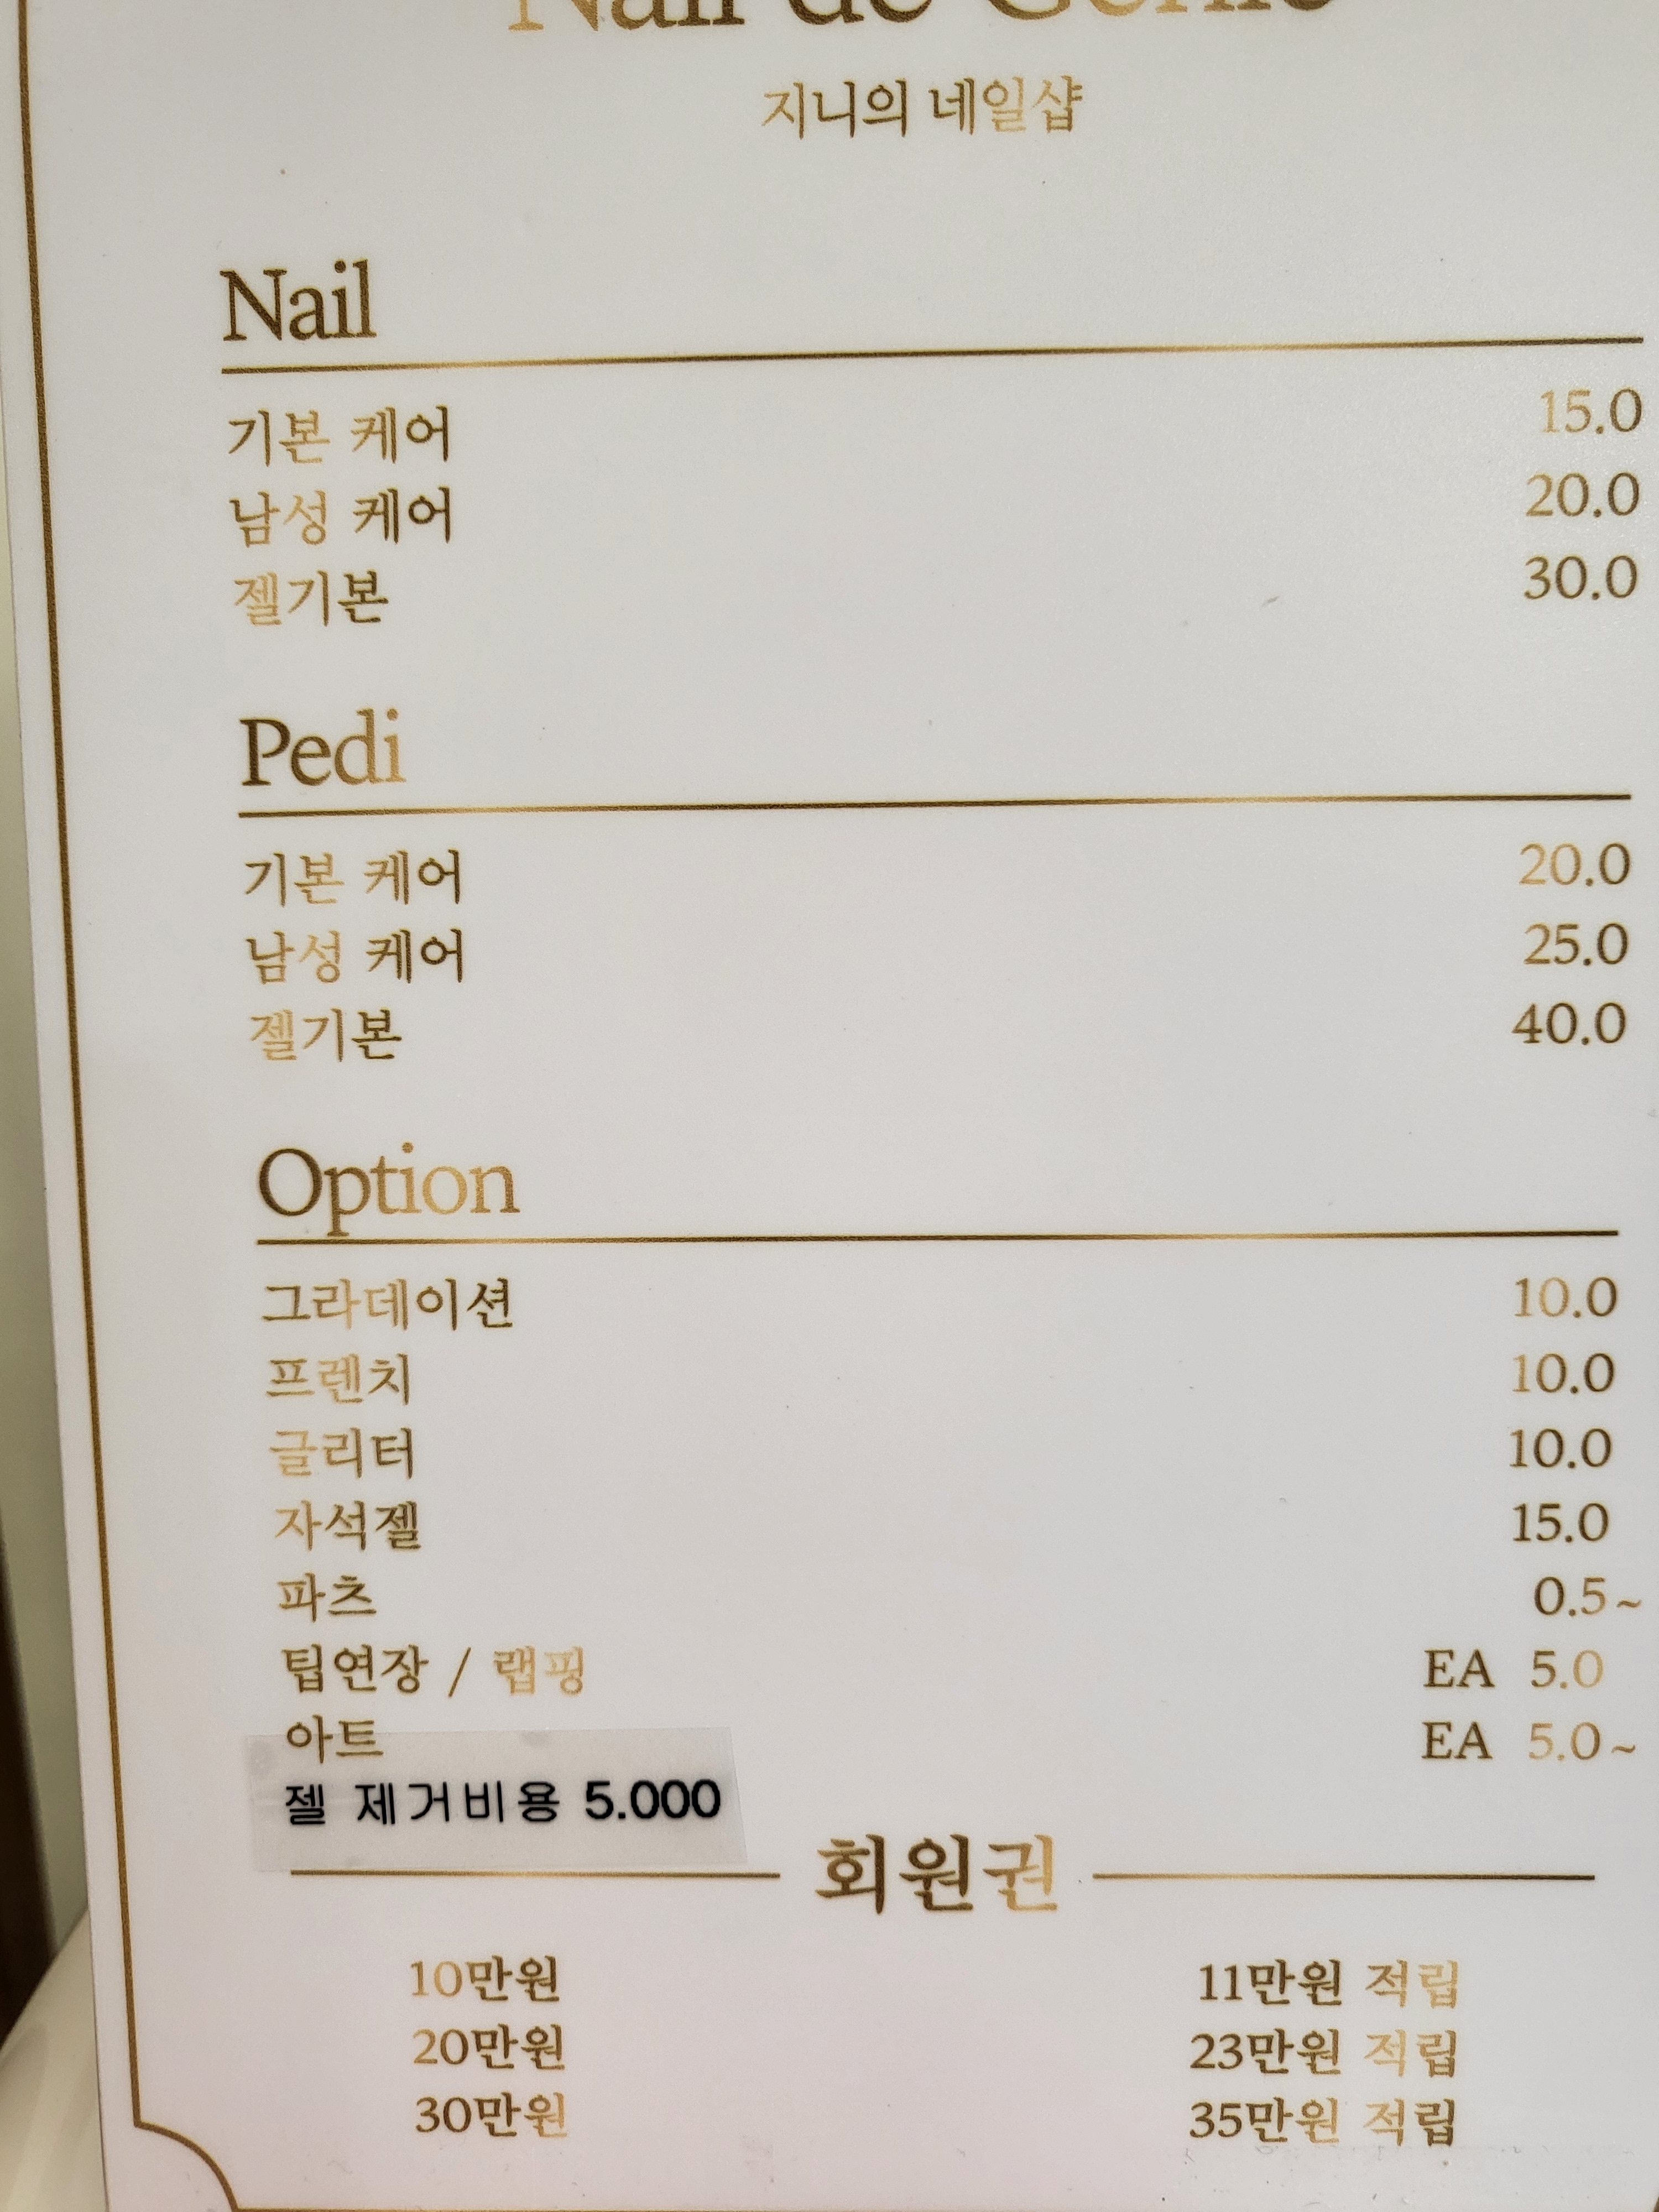 Nail de Genie
지니의 네일샵
Nail
기본 케어 15.0
남성 케어 20.0
젤기본 30.0
Pedi
기본 케어 20.0
남성 케어 25.0
젤기본 40.0
Option
그라데이션 10.0
프렌치 10.0
글리터 10.0
자석젤 15.0
파츠 0.5~
팁연장 / 랩핑 EA 5.0
아트 EA 5.0~
젤 제거비용 5.000
회원권
10만원 11만원 적립
20만원 23만원 적립
30만원 35만원 적립